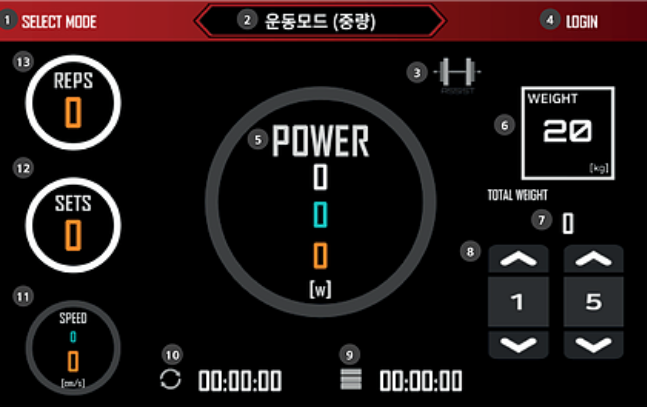 1 SELECT MODE
2 운동모드 (중량)
4 LOGIN
13
REPS
0
3
ASSIST
WEIGHT
6
20
[kg]
5 POWER
0
0
0
[w]
12
SETS
0
TOTAL WEIGHT
7 0
8
1 5
11
SPEED
0
0
[cm/s]
10
00:00:00
9
00:00:00